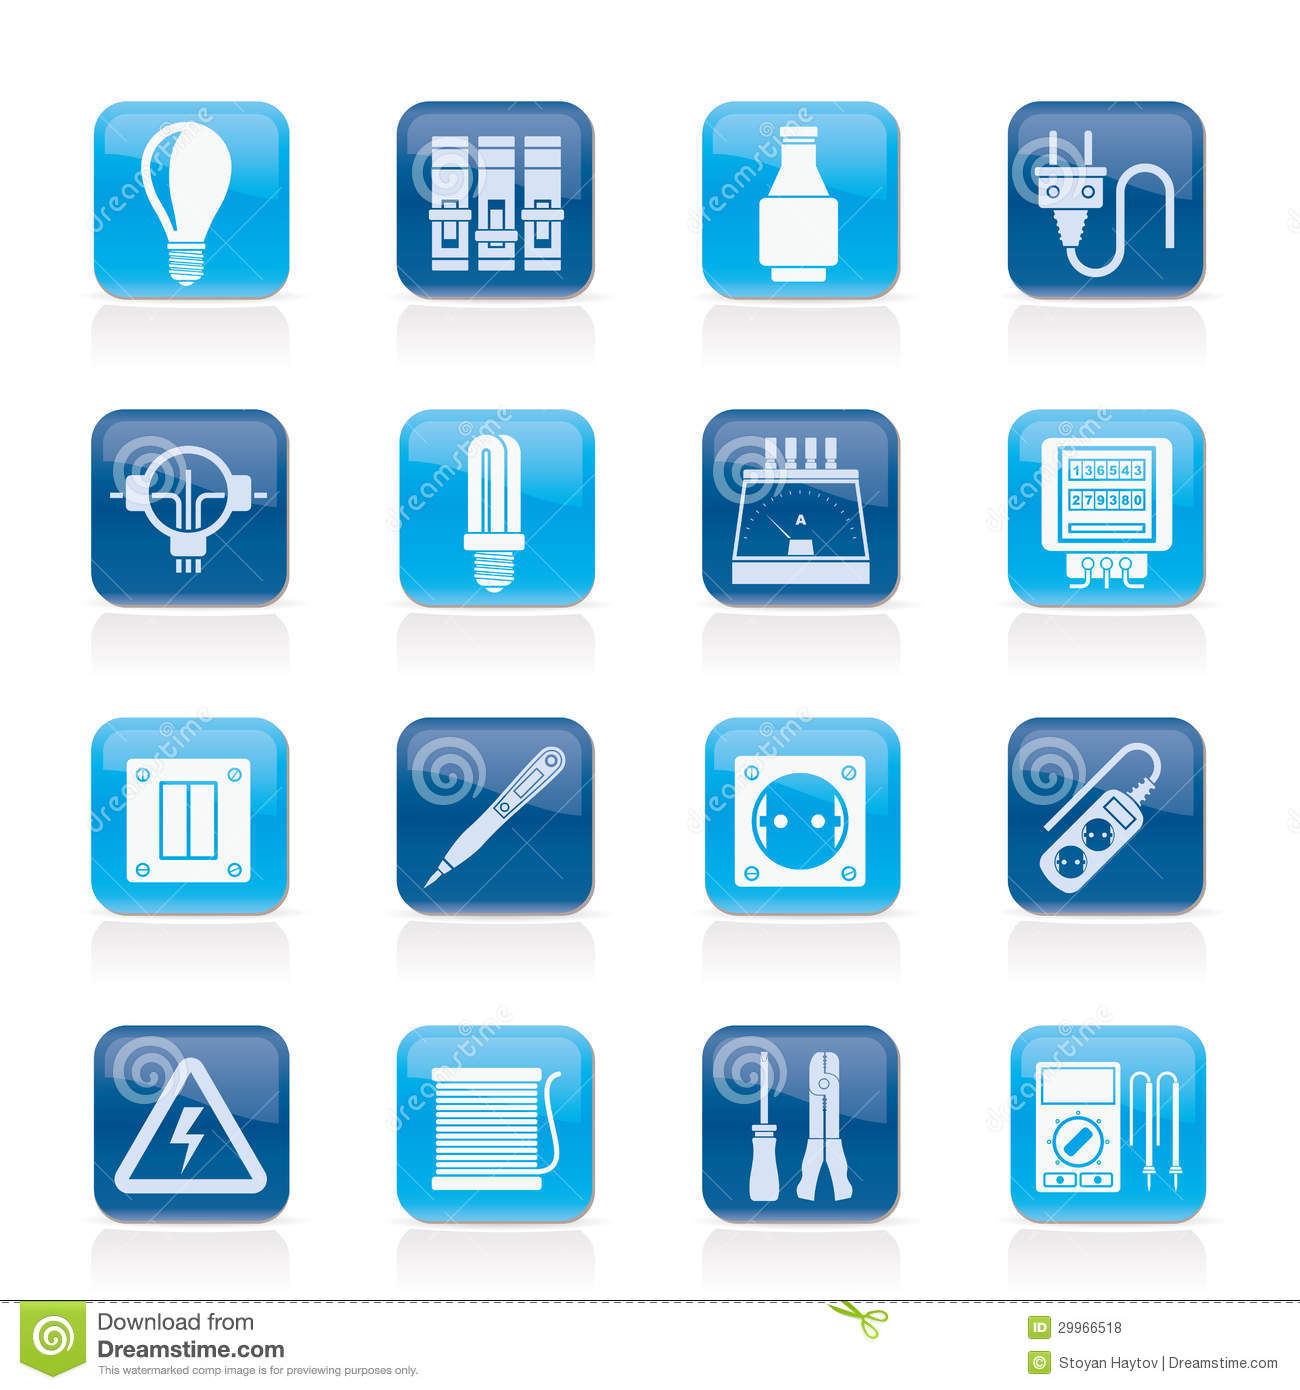 A
136543
279380
Download from
Dreamstime.com
This watermarked comp image is for previewing purposes only.
ID 29966518
© Stoyan Haytov | Dreamstime.com
dreamstime